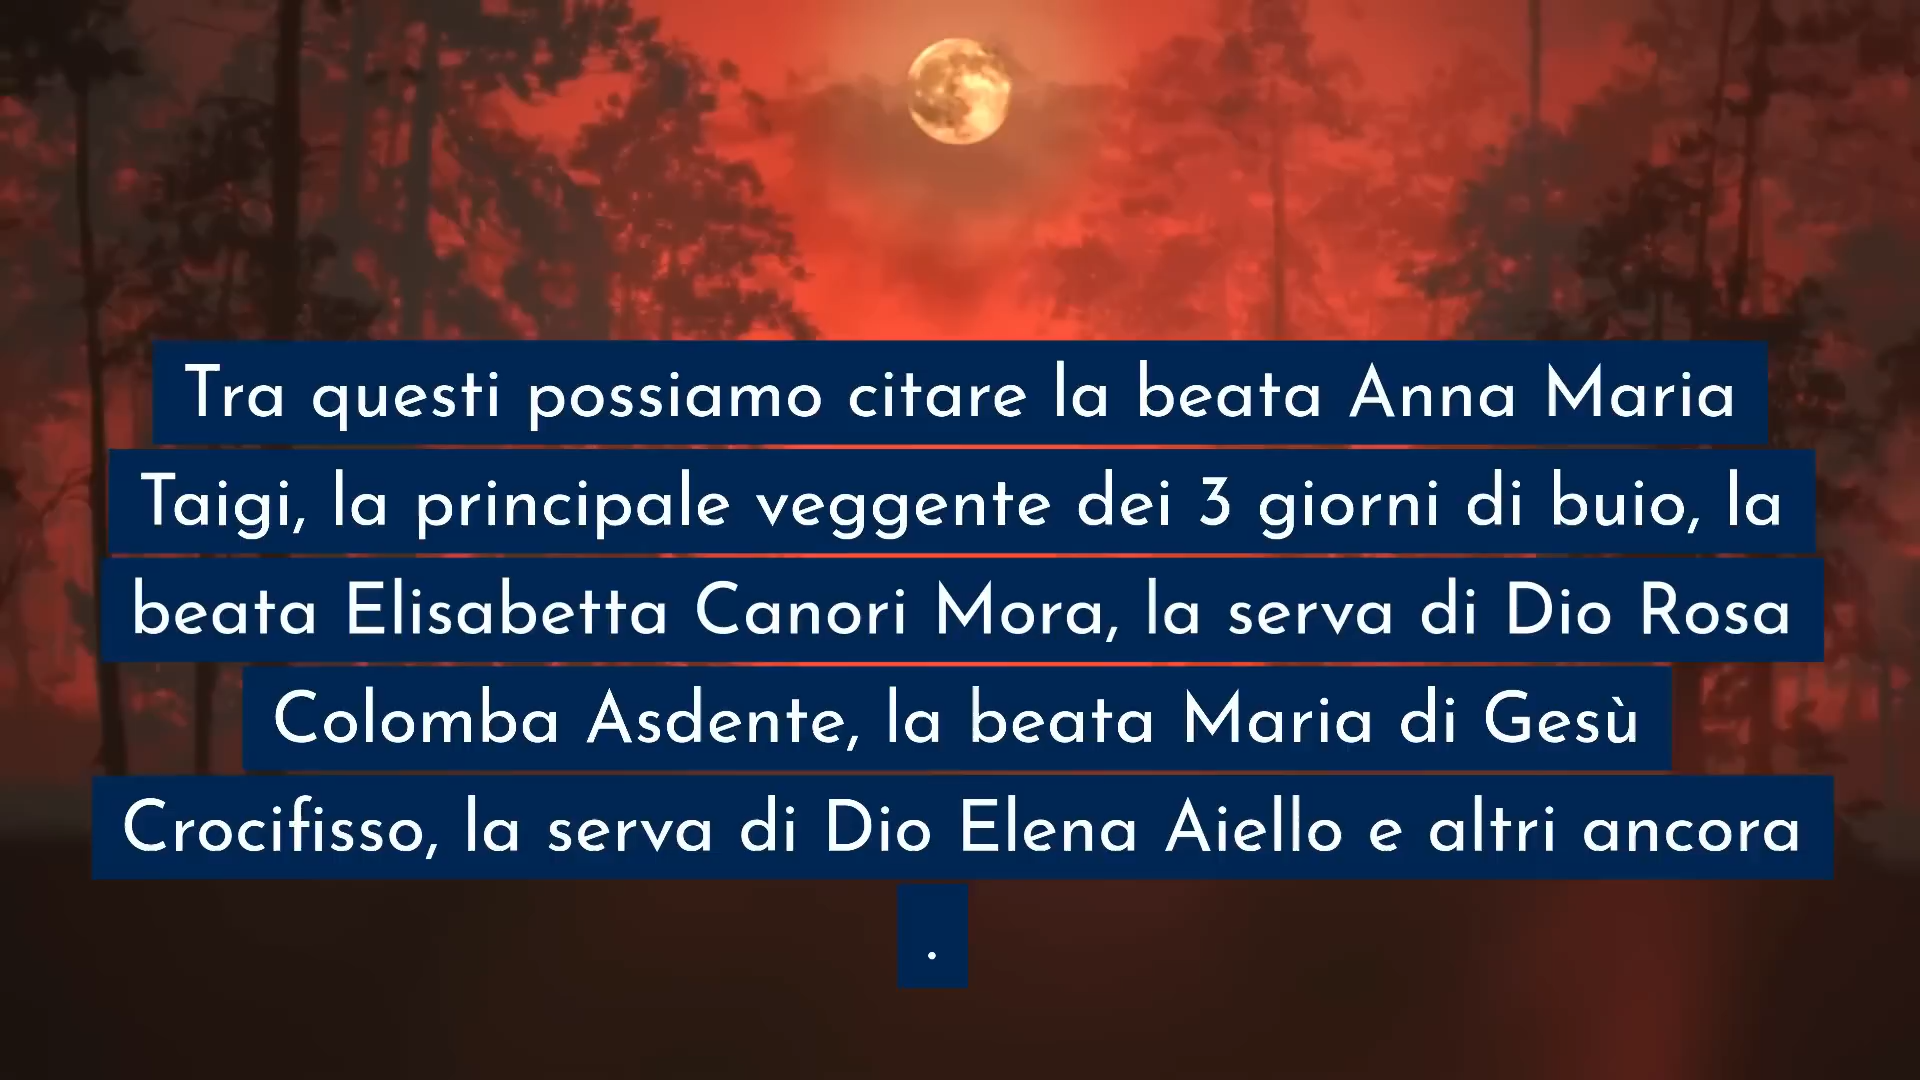 Tra questi possiamo citare la beata Anna Maria
Taigi, la principale veggente dei 3 giorni di buio, la
beata Elisabetta Canori Mora, la serva di Dio Rosa
Colomba Asdente, la beata Maria di Gesù
Crocifisso, la serva di Dio Elena Aiello e altri ancora
.